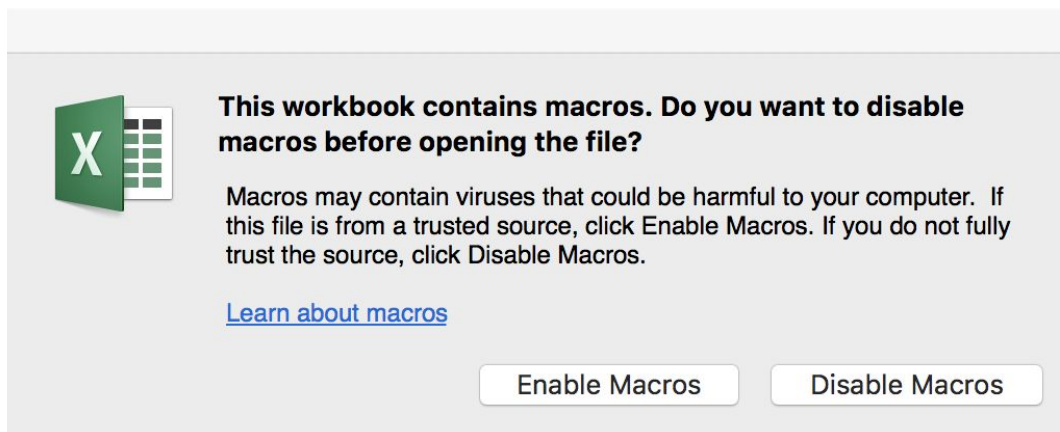 This workbook contains macros. Do you want to disable
macros before opening the file?
X
Macros may contain viruses that could be harmful to your computer.  If
this file is from a trusted source, click Enable Macros. If you do not fully
trust the source, click Disable Macros.
Learn about macros
Enable Macros
Disable Macros